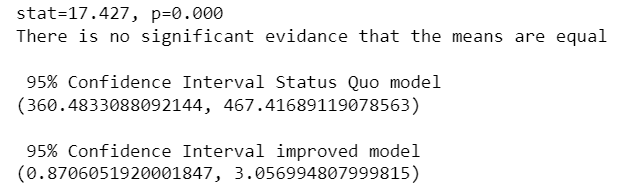 stat=17.427, p=0.000
There is no significant evidence that the means are equal
95% Confidence Interval Status Quo model
(360.4833088092144, 467.41689119078563)
95% Confidence Interval improved model
(0.8706051920001847, 3.056994807999815)